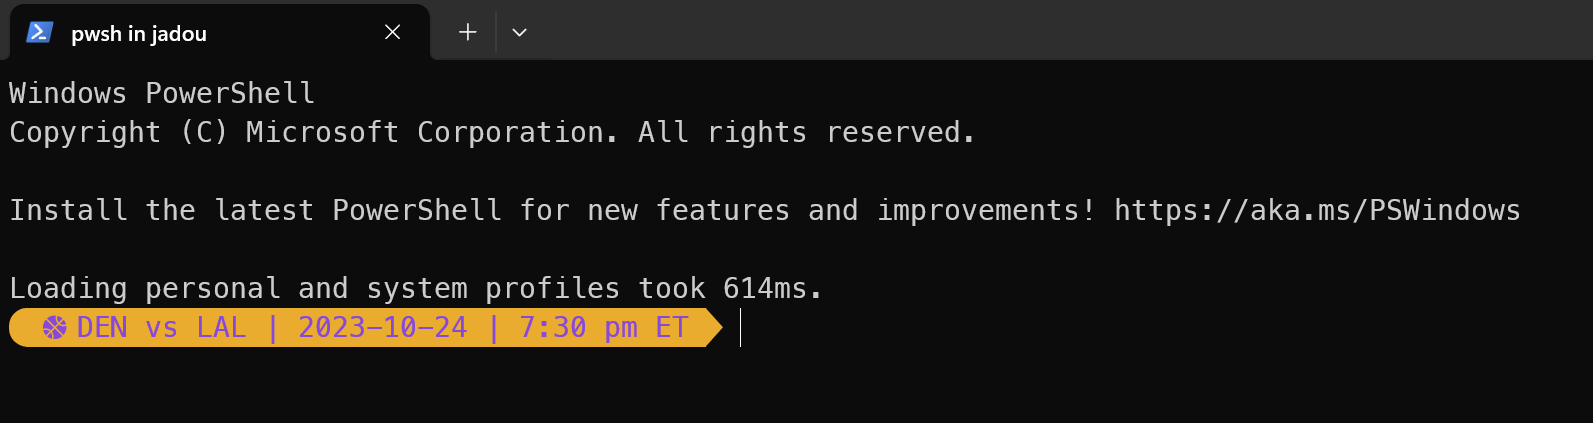 pwsh in jadou
Windows PowerShell
Copyright (C) Microsoft Corporation. All rights reserved.
Install the latest PowerShell for new features and improvements! https://aka.ms/PSWindows
Loading personal and system profiles took 614ms.
DEN vs LAL | 2023-10-24 | 7:30 pm ET